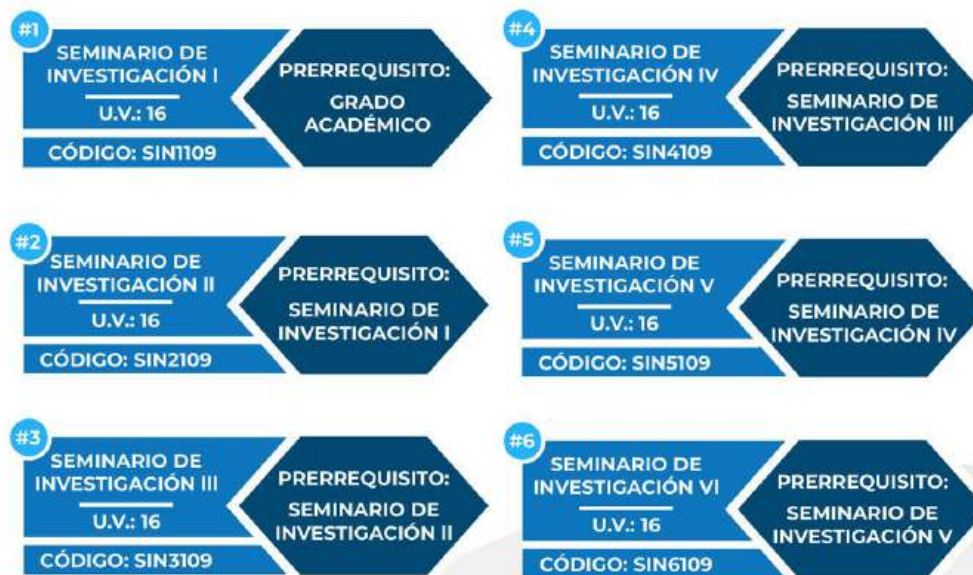 #1
SEMINARIO DE
INVESTIGACIÓN I
U.V.: 16
CÓDIGO: SIN1109
PRERREQUISITO:
GRADO
ACADÉMICO
#2
SEMINARIO DE
INVESTIGACIÓN II
U.V.: 16
CÓDIGO: SIN2109
PRERREQUISITO:
SEMINARIO DE
INVESTIGACIÓN I
#3
SEMINARIO DE
INVESTIGACIÓN III
U.V.: 16
CÓDIGO: SIN3109
PRERREQUISITO:
SEMINARIO DE
INVESTIGACIÓN II
#4
SEMINARIO DE
INVESTIGACIÓN IV
U.V.: 16
CÓDIGO: SIN4109
PRERREQUISITO:
SEMINARIO DE
INVESTIGACIÓN III
#5
SEMINARIO DE
INVESTIGACIÓN V
U.V.: 16
CÓDIGO: SIN5109
PRERREQUISITO:
SEMINARIO DE
INVESTIGACIÓN IV
#6
SEMINARIO DE
INVESTIGACIÓN VI
U.V.: 16
CÓDIGO: SIN6109
PRERREQUISITO:
SEMINARIO DE
INVESTIGACIÓN V